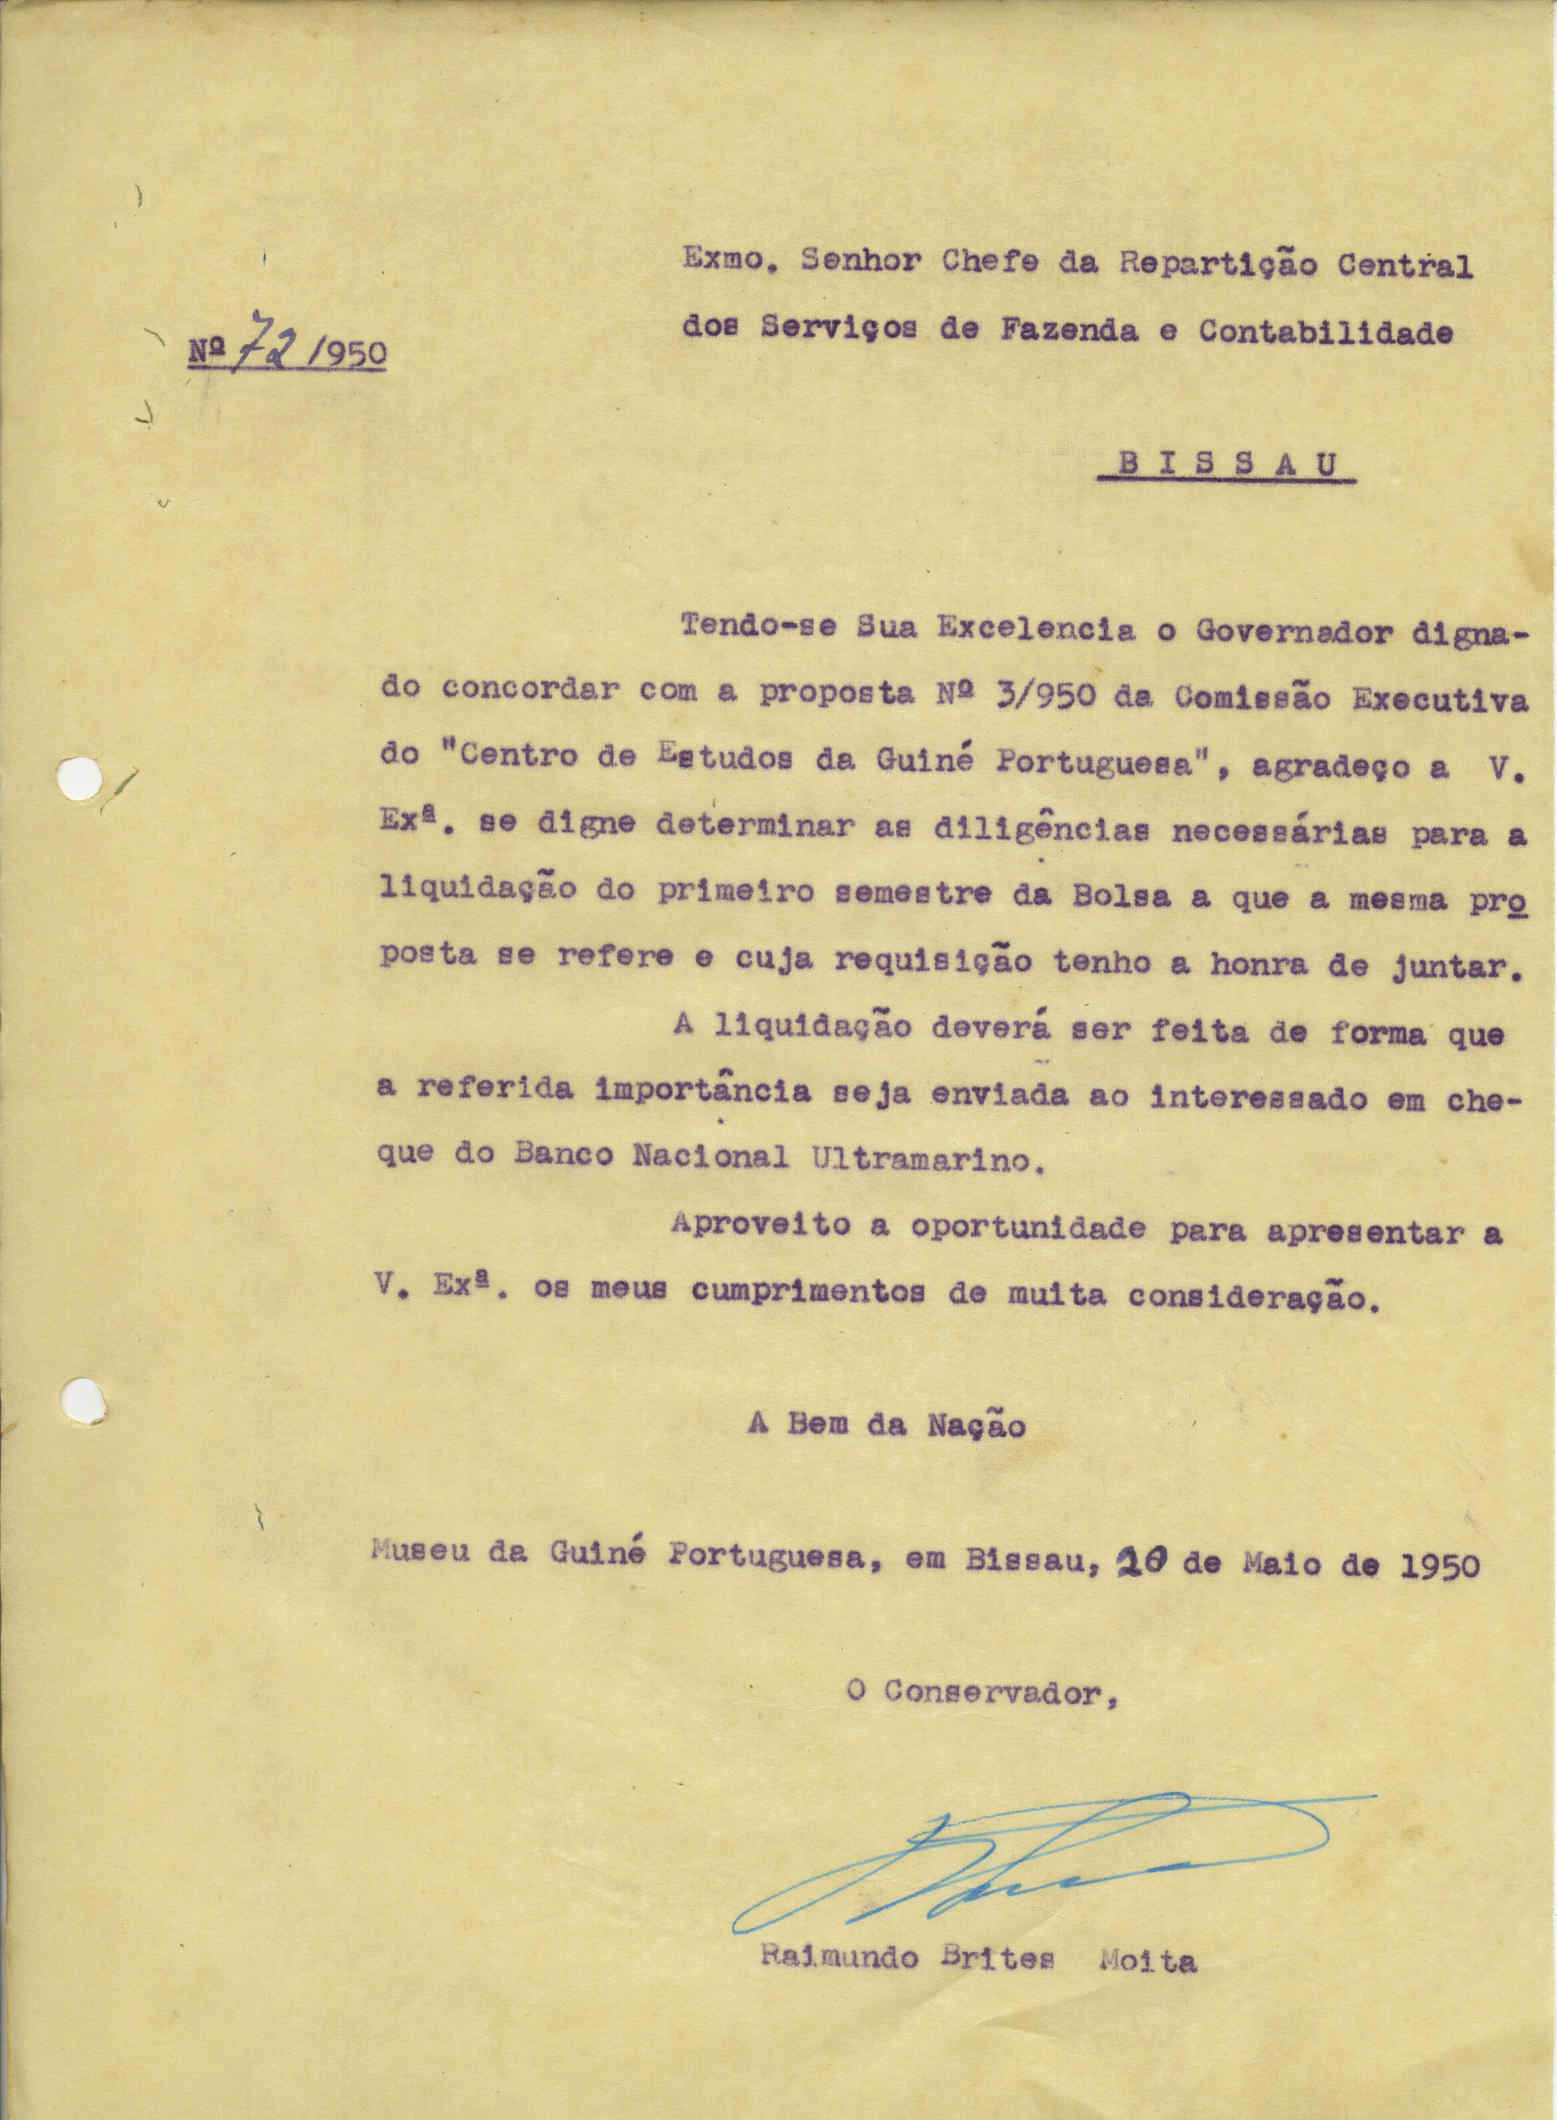 Exmo. Senhor Chefe da Repartição Central
dos Serviços de Fazenda e Contabilidade
Nº 72 /950
B I S S A U
Tendo-se Sua Excelencia o Governador digna-
do concordar com a proposta Nº 3/950 da Comissão Executiva
do "Centro de Estudos da Guiné Portuguesa", agradeço a V.
Exª. se digne determinar as diligências necessárias para a
liquidação do primeiro semestre da Bolsa a que a mesma pro
posta se refere e cuja requisição tenho a honra de juntar.
A liquidação deverá ser feita de forma que
a referida importância seja enviada ao interessado em che-
que do Banco Nacional Ultramarino.
Aproveito a oportunidade para apresentar a
V. Exª. os meus cumprimentos de muita consideração.
A Bem da Nação
Museu da Guiné Portuguesa, em Bissau, 20 de Maio de 1950
O Conservador,
Raimundo Brites Moita